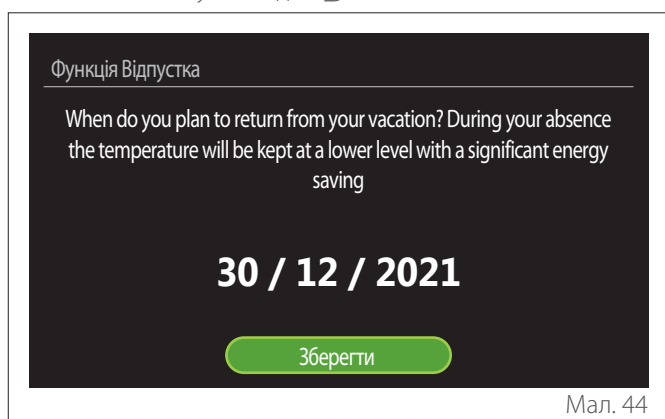 Функція Відпустка
When do you plan to return from your vacation? During your absence
the temperature will be kept at a lower level with a significant energy
saving
30 / 12 / 2021
Зберегти
Мал. 44